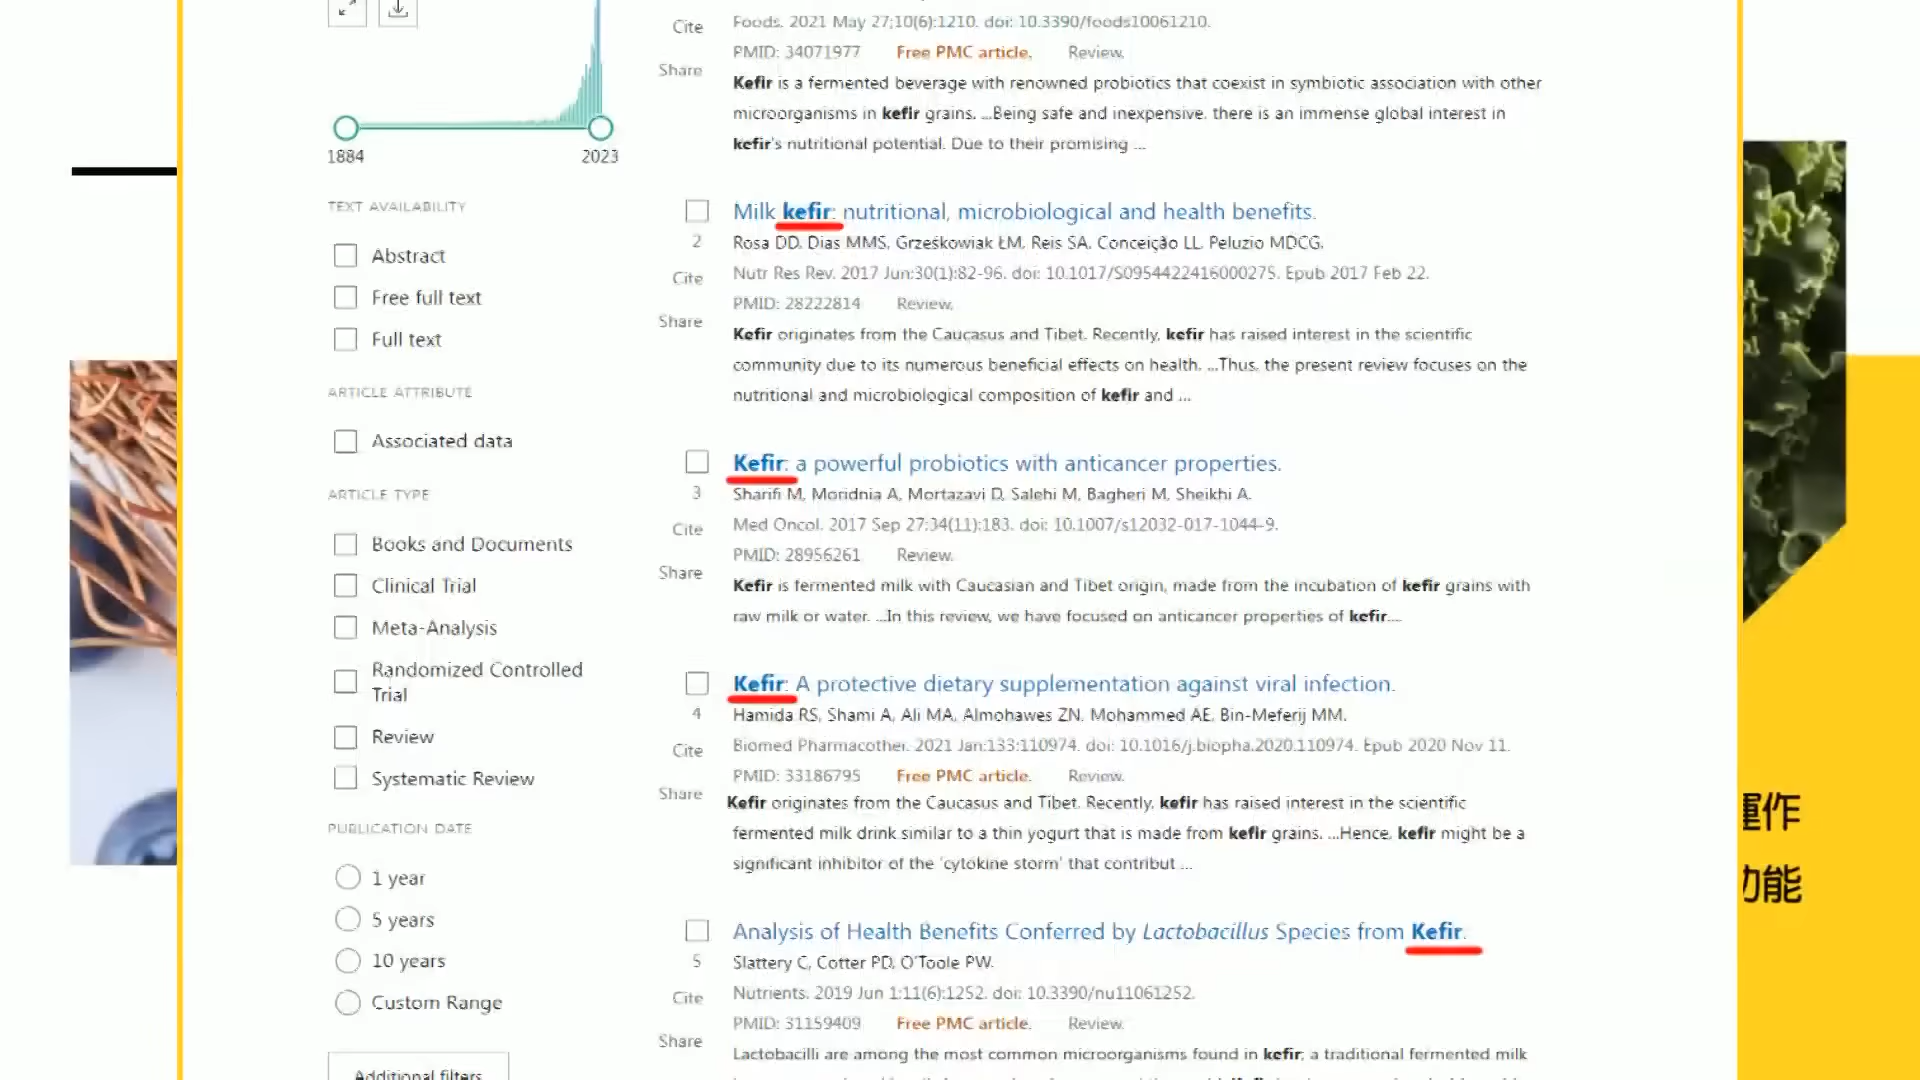 1884
2023
TEXT AVAILABILITY
Abstract
Free full text
Full text
ARTICLE ATTRIBUTE
Associated data
ARTICLE TYPE
Books and Documents
Clinical Trial
Meta-Analysis
Randomized Controlled
Trial
Review
Systematic Review
PUBLICATION DATE
1 year
5 years
10 years
Custom Range
Additional filters
Cite
Share
Foods. 2021 May 27;10(6):1210. doi: 10.3390/foods10061210.
PMID: 34071977 Free PMC article. Review.
Kefir is a fermented beverage with renowned probiotics that coexist in symbiotic association with other
microorganisms in kefir grains. ...Being safe and inexpensive, there is an immense global interest in
kefir's nutritional potential. Due to their promising ...
2
Cite
Share
Milk kefir: nutritional, microbiological and health benefits.
Rosa DD, Dias MMS, Grześkowiak ŁM, Reis SA, Conceição LL, Peluzio MDCG.
Nutr Res Rev. 2017 Jun;30(1):82-96. doi: 10.1017/S0954422416000275. Epub 2017 Feb 22.
PMID: 28222814 Review.
Kefir originates from the Caucasus and Tibet. Recently, kefir has raised interest in the scientific
community due to its numerous beneficial effects on health. ...Thus, the present review focuses on the
nutritional and microbiological composition of kefir and ...
3
Cite
Share
Kefir: a powerful probiotics with anticancer properties.
Sharifi M, Moridnia A, Mortazavi D, Salehi M, Bagheri M, Sheikhi A.
Med Oncol. 2017 Sep 27;34(11):183. doi: 10.1007/s12032-017-1044-9.
PMID: 28956261 Review.
Kefir is fermented milk with Caucasian and Tibet origin, made from the incubation of kefir grains with
raw milk or water. ...In this review, we have focused on anticancer properties of kefir....
4
Cite
Share
Kefir: A protective dietary supplementation against viral infection.
Hamida RS, Shami A, Ali MA, Almohawes ZN, Mohammed AE, Bin-Meferij MM.
Biomed Pharmacother. 2021 Jan;133:110974. doi: 10.1016/j.biopha.2020.110974. Epub 2020 Nov 11.
PMID: 33186795 Free PMC article. Review.
Kefir originates from the Caucasus and Tibet. Recently, kefir has raised interest in the scientific
fermented milk drink similar to a thin yogurt that is made from kefir grains. ...Hence, kefir might be a
significant inhibitor of the 'cytokine storm' that contribut ...
5
Cite
Share
Analysis of Health Benefits Conferred by Lactobacillus Species from Kefir.
Slattery C, Cotter PD, O'Toole PW.
Nutrients. 2019 Jun 1;11(6):1252. doi: 10.3390/nu11061252.
PMID: 31159409 Free PMC article. Review.
Lactobacilli are among the most common microorganisms found in kefir; a traditional fermented milk
運作
功能